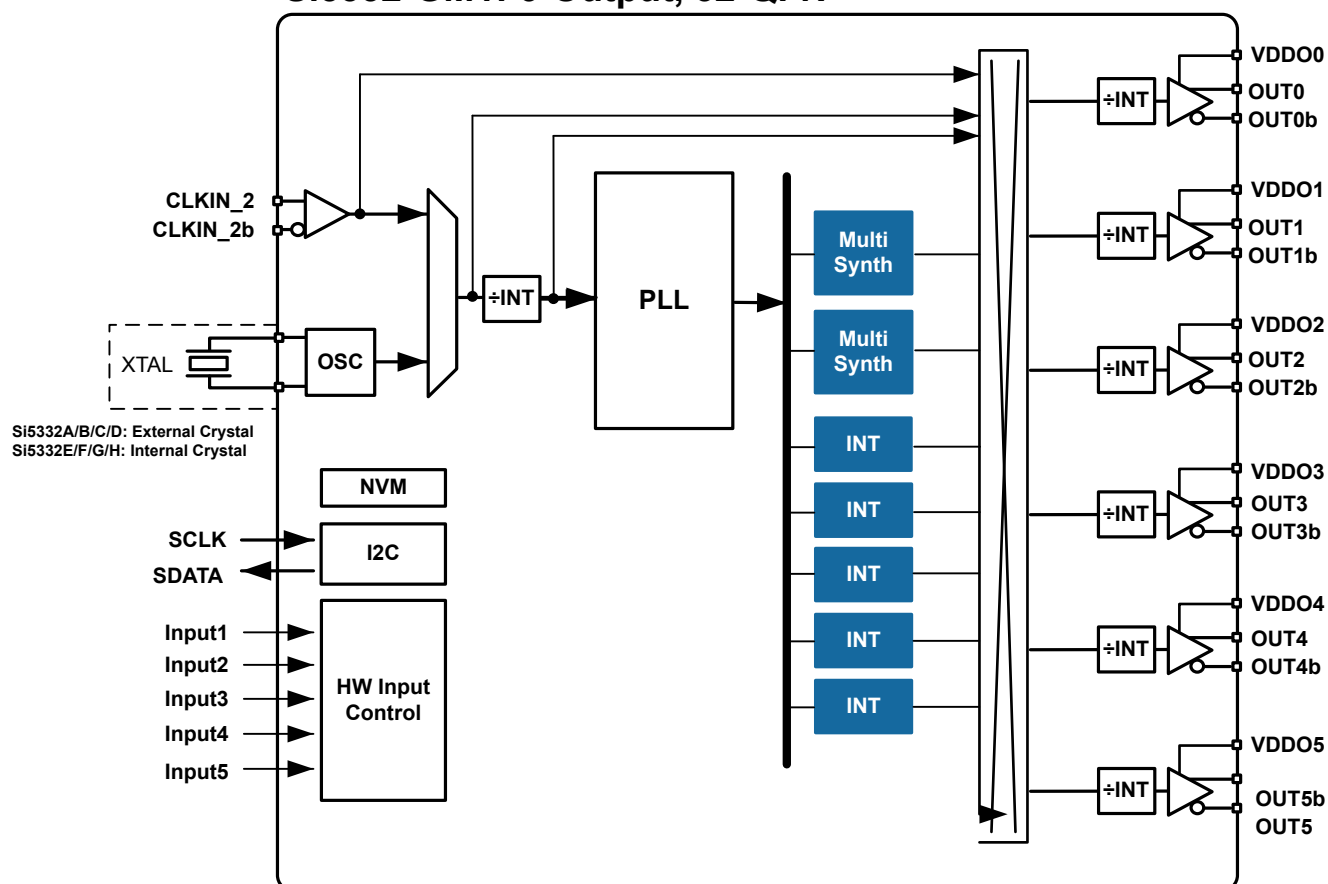 VDDO0
OUT0
÷INT
OUT0b
CLKIN_2
CLKIN_2b
VDDO1
OUT1
÷INT
OUT1b
Multi
Synth
÷INT
PLL
XTAL
OSC
Multi
Synth
VDDO2
OUT2
÷INT
OUT2b
Si5332A/B/C/D: External Crystal
Si5332E/F/G/H: Internal Crystal
INT
NVM
INT
VDDO3
OUT3
÷INT
OUT3b
SCLK
I2C
SDATA
INT
Input1
Input2
Input3
Input4
Input5
HW Input
Control
INT
INT
VDDO4
OUT4
÷INT
OUT4b
VDDO5
÷INT
OUT5b
OUT5